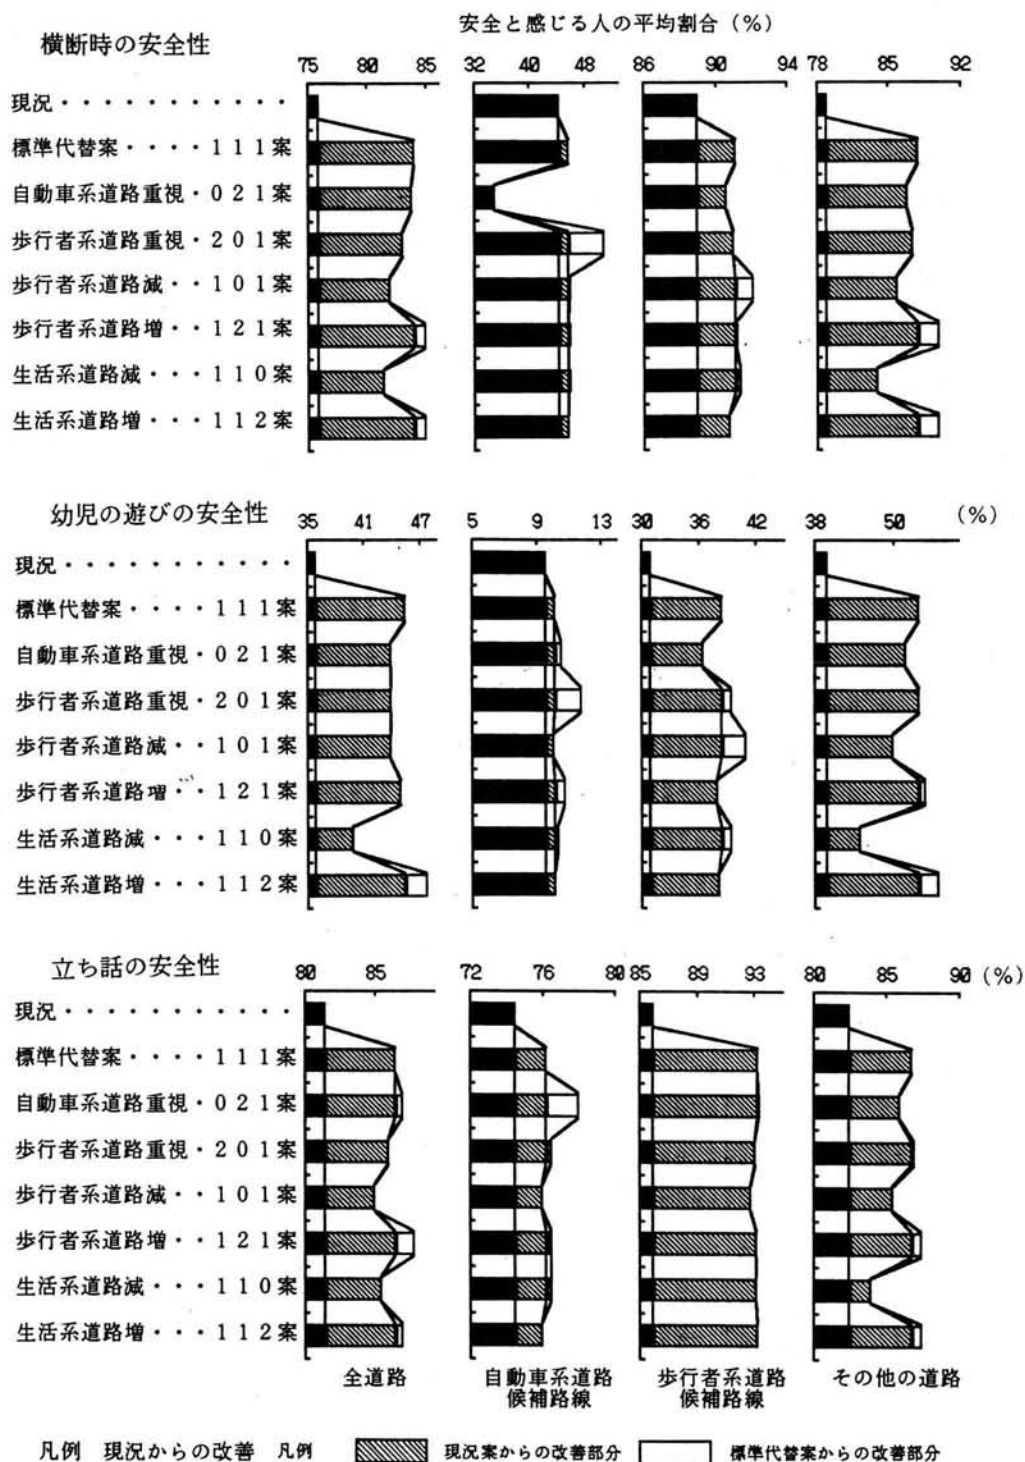 安全と感じる人の平均割合（%）
横断時の安全性
75 80 85 32 40 48 86 90 94 78 85 92
現況・・・・・・・・・・・
標準代替案・・・・111案
自動車系道路重視・021案
歩行者系道路重視・201案
歩行者系道路減・・101案
歩行者系道路増・・121案
生活系道路減・・・110案
生活系道路増・・・112案
幼児の遊びの安全性
35 41 47 5 9 13 30 36 42 38 50 (%)
現況・・・・・・・・・・・
標準代替案・・・・111案
自動車系道路重視・021案
歩行者系道路重視・201案
歩行者系道路減・・101案
歩行者系道路増・・121案
生活系道路減・・・110案
生活系道路増・・・112案
立ち話の安全性
80 85 72 76 80 85 89 93 80 85 90 (%)
現況・・・・・・・・・・・
標準代替案・・・・111案
自動車系道路重視・021案
歩行者系道路重視・201案
歩行者系道路減・・101案
歩行者系道路増・・121案
生活系道路減・・・110案
生活系道路増・・・112案
全道路
自動車系道路
候補路線
歩行者系道路
候補路線
その他の道路
凡例 現況からの改善 凡例 現況案からの改善部分 標準代替案からの改善部分